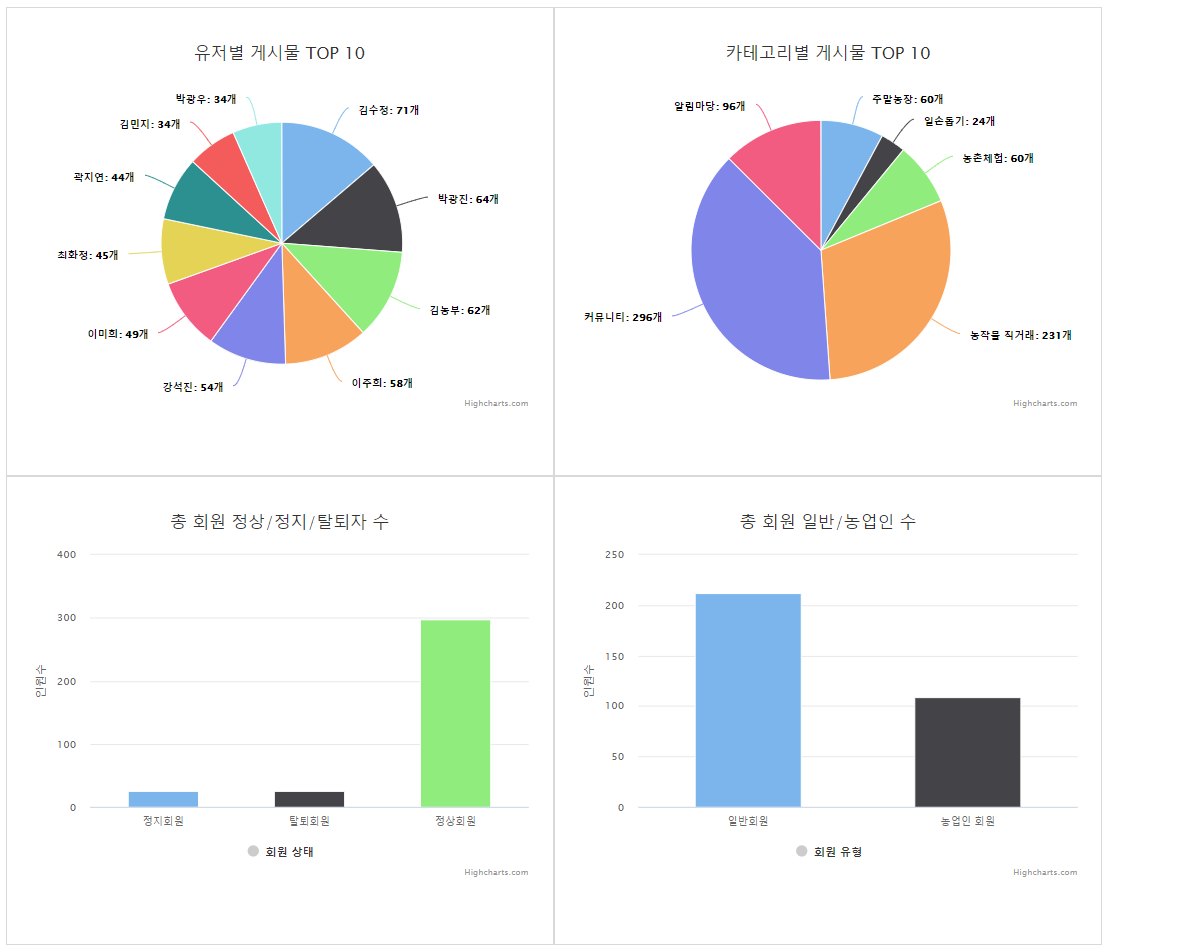 유저별 게시물 TOP 10
박광우: 34개
김수정: 71개
김민지: 34개
곽지연: 44개
박광진: 64개
최화정: 45개
김농부: 62개
이미희: 49개
강석진: 54개
이주희: 58개
Highcharts.com
카테고리별 게시물 TOP 10
알림마당: 96개
주말농장: 60개
일손돕기: 24개
농촌체험: 60개
커뮤니티: 296개
농작물 직거래: 231개
Highcharts.com
총 회원 정상/정지/탈퇴자 수
400
300
200
100
0
인원수
정지회원
탈퇴회원
정상회원
회원 상태
Highcharts.com
총 회원 일반/농업인 수
250
200
150
100
50
0
인원수
일반회원
농업인 회원
회원 유형
Highcharts.com